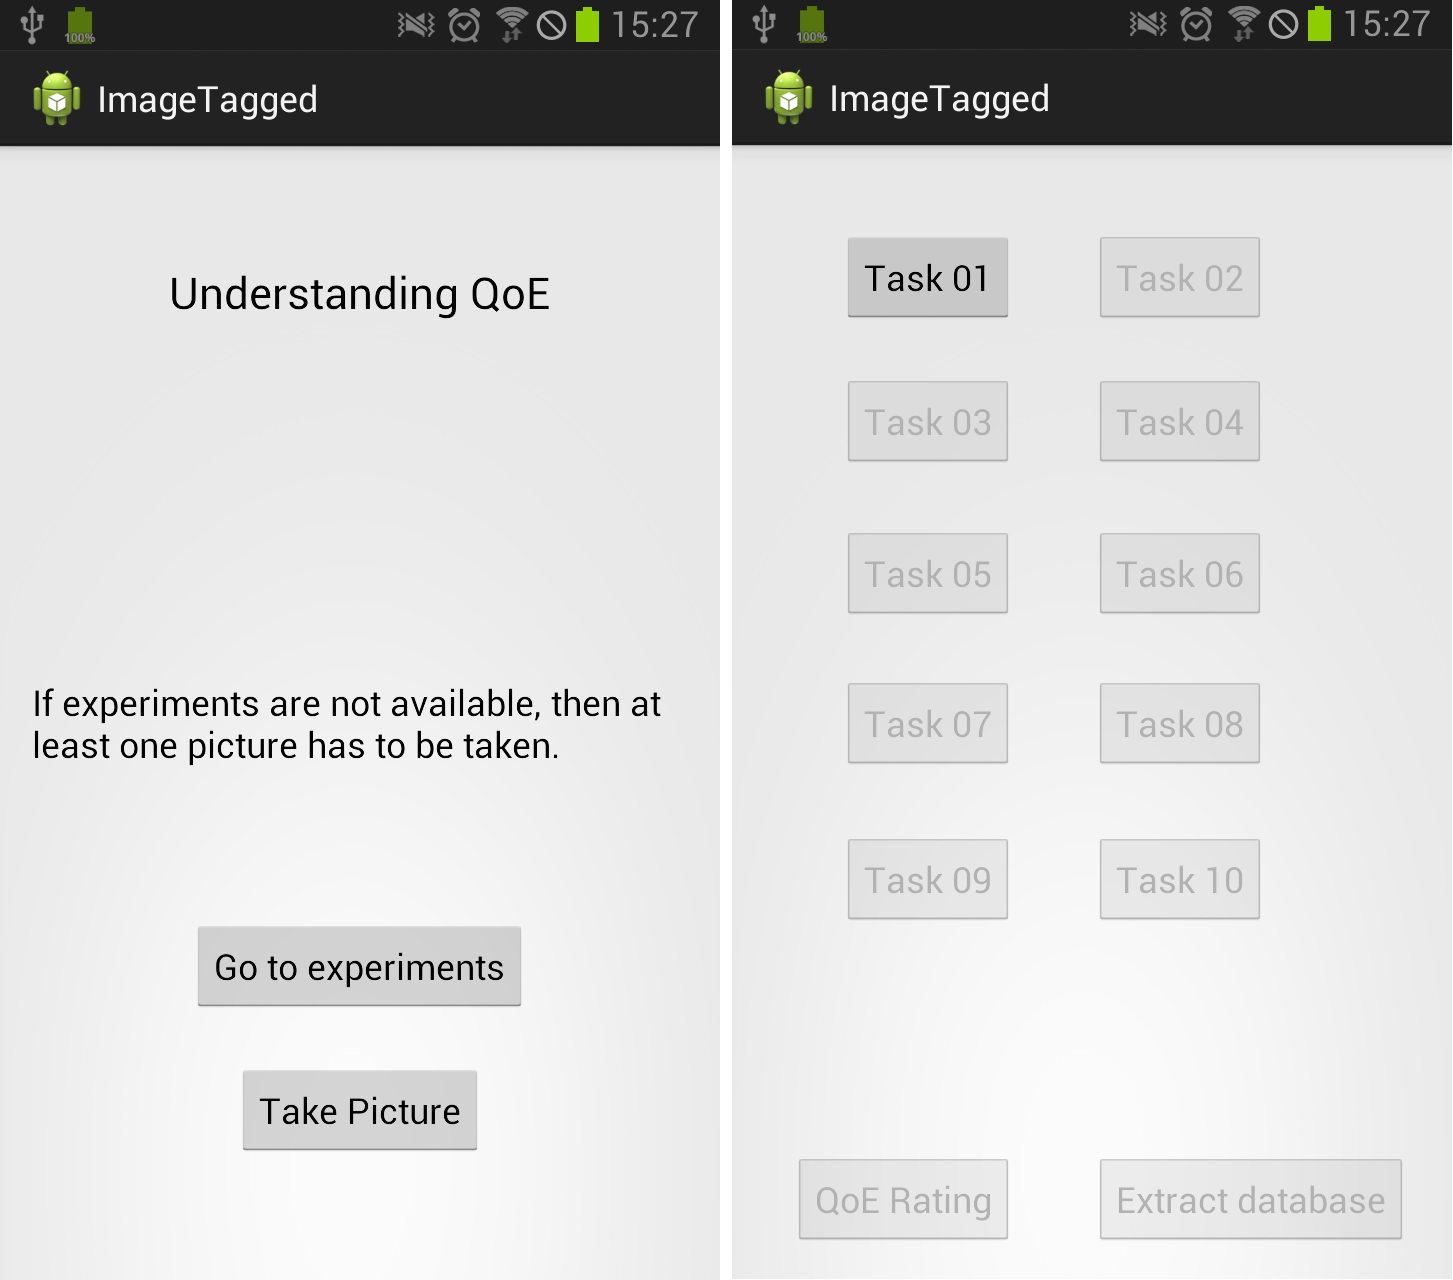 100%
15:27
ImageTagged
Understanding QoE
If experiments are not available, then at
least one picture has to be taken.
Go to experiments
Take Picture
100%
15:27
ImageTagged
Task 01
Task 02
Task 03
Task 04
Task 05
Task 06
Task 07
Task 08
Task 09
Task 10
QoE Rating
Extract database